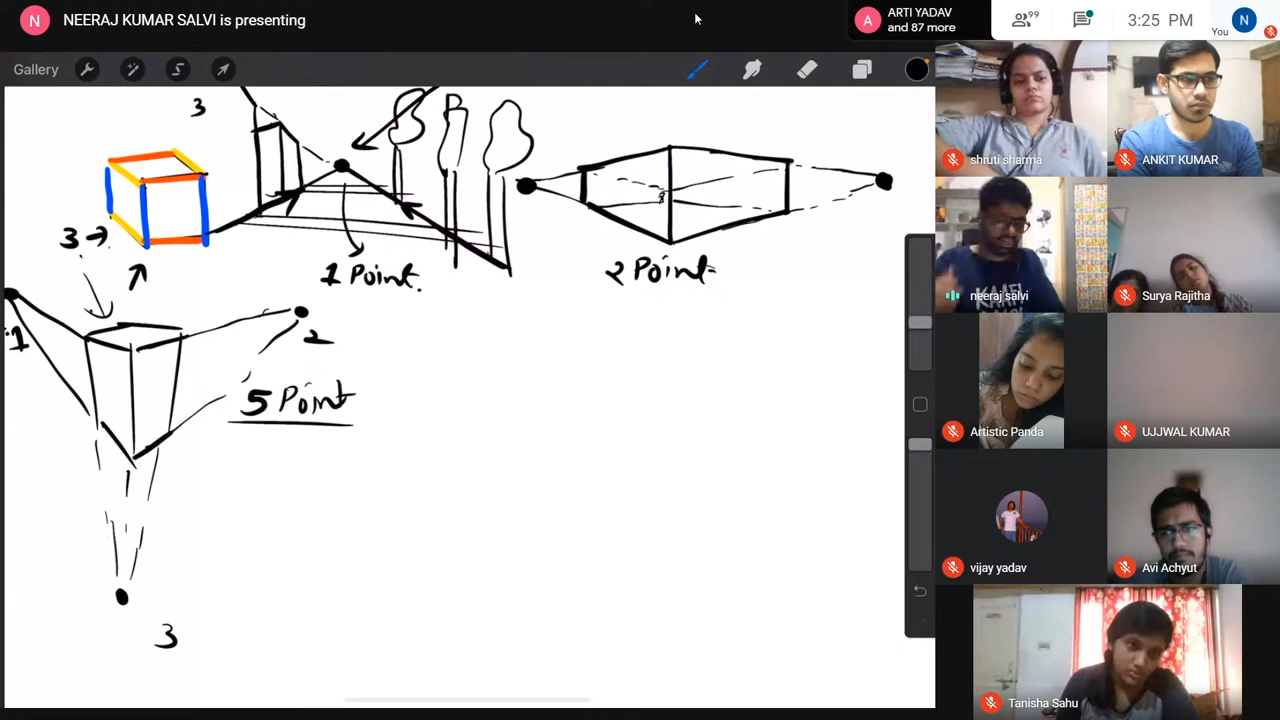 NEERAJ KUMAR SALVI is presenting
N
A
ARTI YADAV
and 87 more
99
3:25 PM
You
N
Gallery
3
3
1 Point.
2 Point
1
2
5 Point
3
shruti sharma
ANKIT KUMAR
neeraj salvi
Surya Rajitha
Artistic Panda
UJJWAL KUMAR
vijay yadav
Avi Achyut
Tanisha Sahu